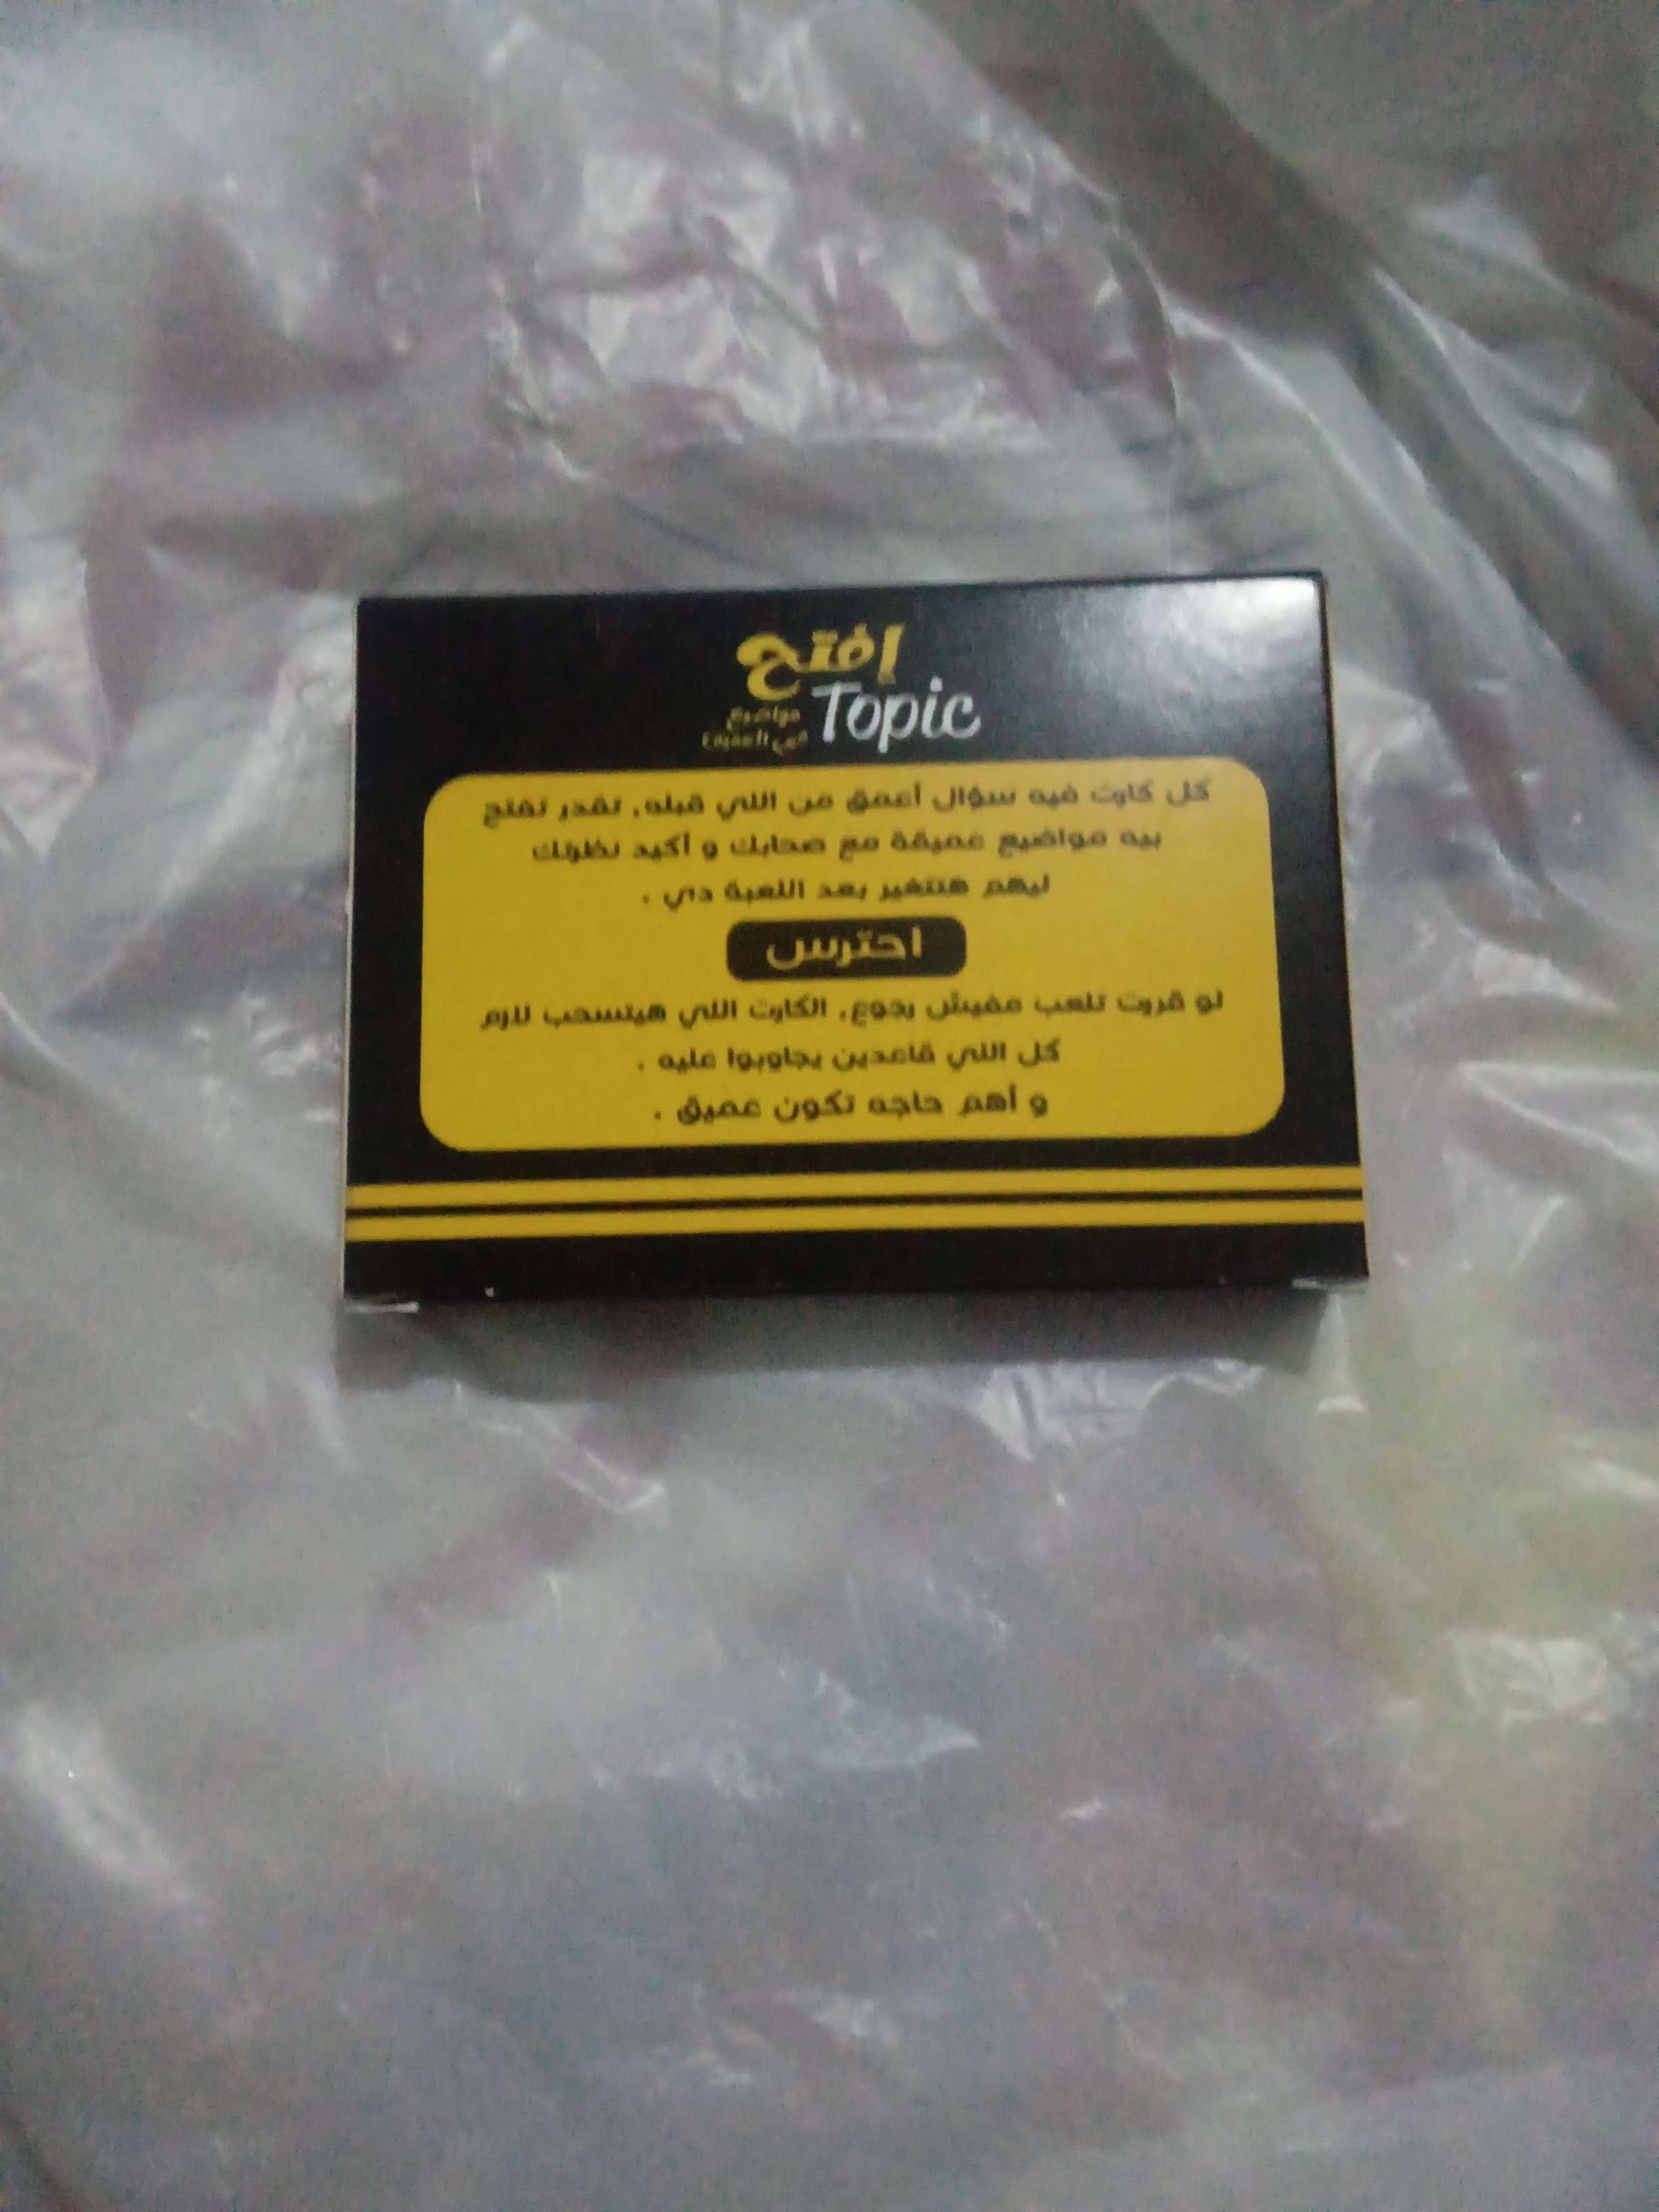 إفتح
Topic
مواضيع
في العميق
كل كارت فيه سؤال أعمق من اللي قبله، تقدر تفتح
بيه مواضيع عميقة مع صحابك و أكيد نظرتك
ليهم هتتغير بعد اللعبة دي .
احترس
لو قررت تلعب مفيش رجوع، الكارت اللي هيتسحب لازم
كل اللي قاعدين يجاوبوا عليه .
و أهم حاجه تكون عميق .